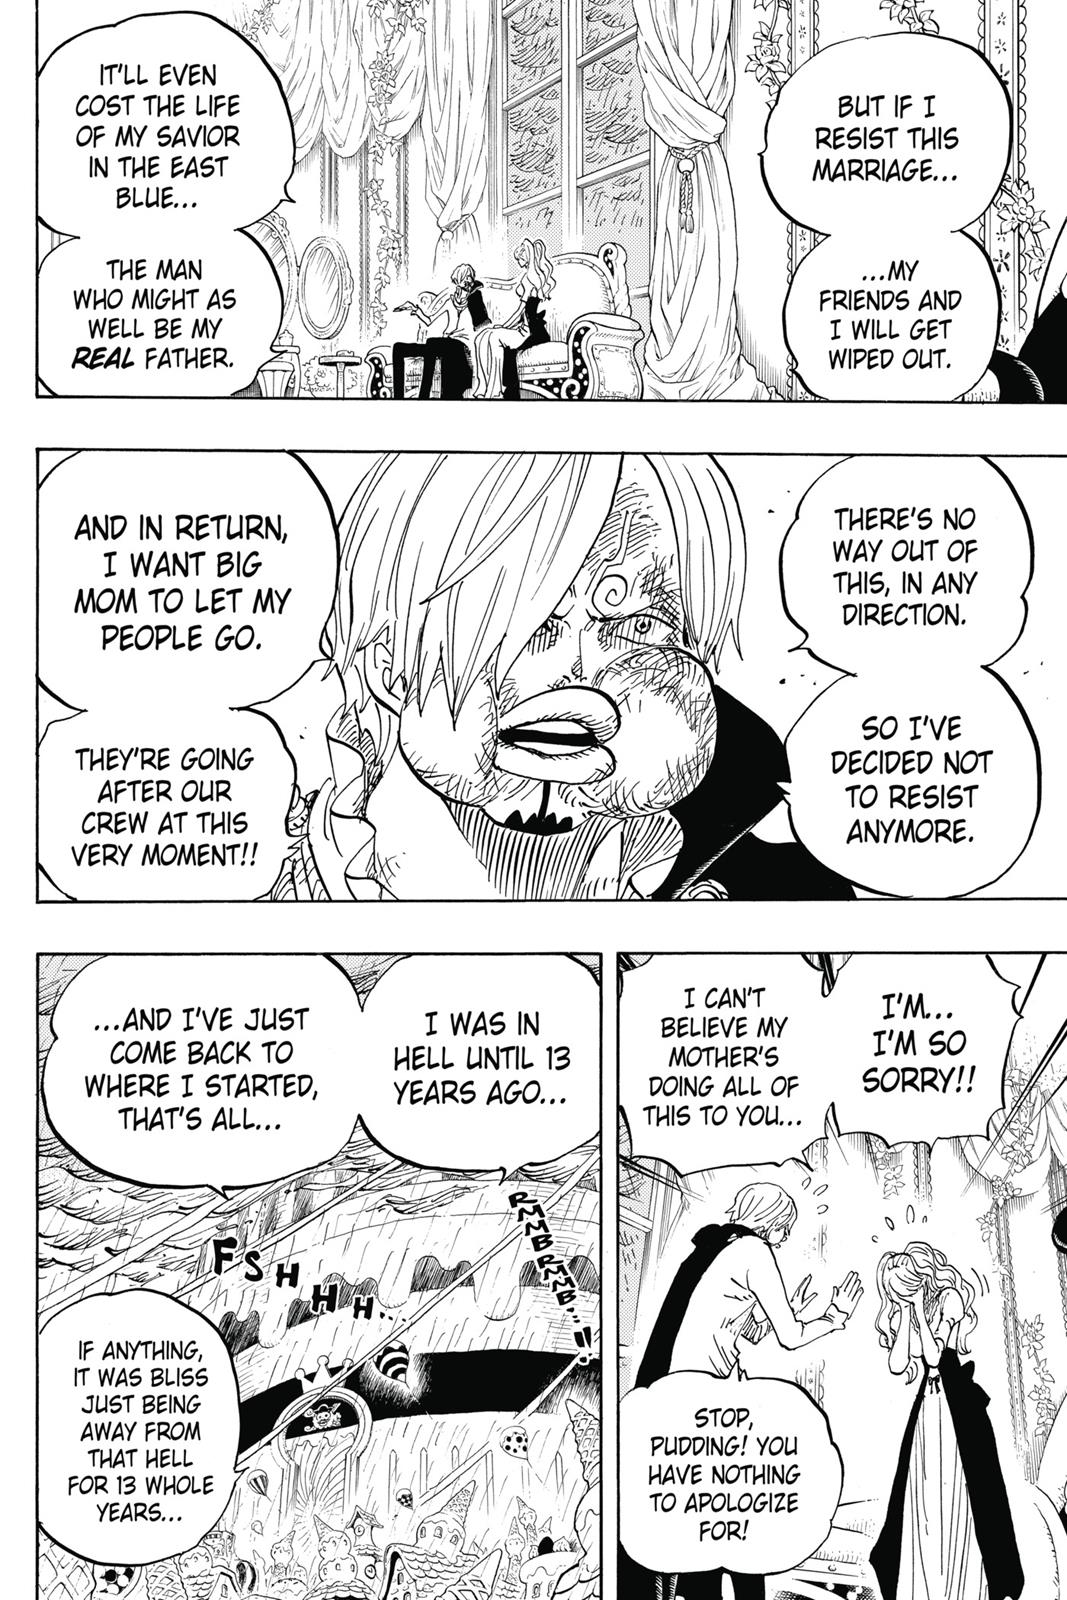 BUT IF I
RESIST THIS
MARRIAGE...
...MY
FRIENDS AND
I WILL GET
WIPED OUT.
IT'LL EVEN
COST THE LIFE
OF MY SAVIOR
IN THE EAST
BLUE...
THE MAN
WHO MIGHT AS
WELL BE MY
REAL FATHER.
THERE'S NO
WAY OUT OF
THIS, IN ANY
DIRECTION.
SO I'VE
DECIDED NOT
TO RESIST
ANYMORE.
AND IN RETURN,
I WANT BIG
MOM TO LET MY
PEOPLE GO.
THEY'RE GOING
AFTER OUR
CREW AT THIS
VERY MOMENT!!
I'M...
I'M SO
SORRY!!
I CAN'T
BELIEVE MY
MOTHER'S
DOING ALL OF
THIS TO YOU...
STOP,
PUDDING! YOU
HAVE NOTHING
TO APOLOGIZE
FOR!
I WAS IN
HELL UNTIL 13
YEARS AGO...
...AND I'VE JUST
COME BACK TO
WHERE I STARTED,
THAT'S ALL...
RMMBRMMB...!!
FSHHH...
IF ANYTHING,
IT WAS BLISS
JUST BEING
AWAY FROM
THAT HELL
FOR 13 WHOLE
YEARS...